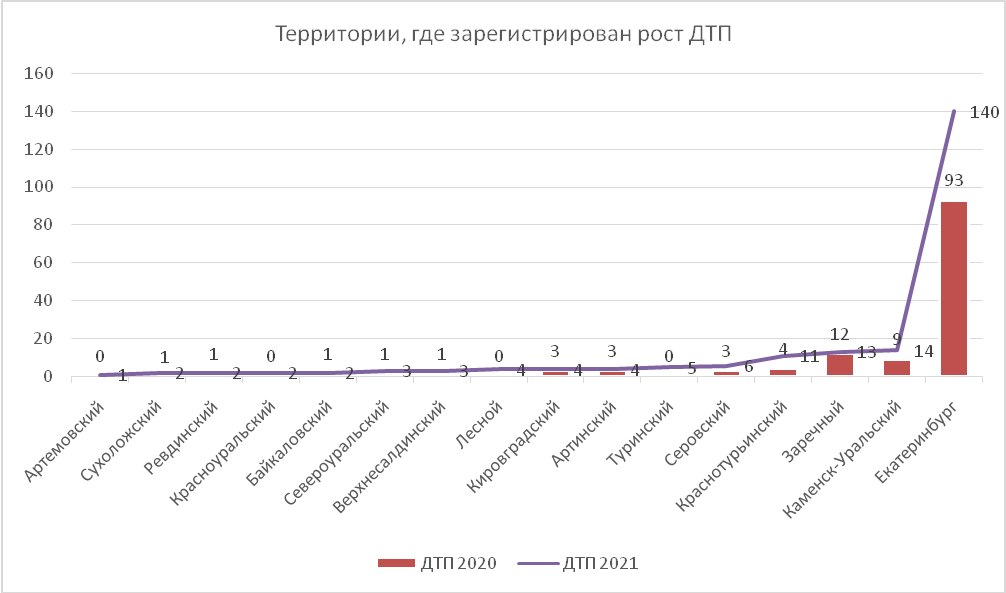 Территории, где зарегистрирован рост ДТП
160
140
120
100
80
60
40
20
0
0 1 1 0 1 1 1 0 3 3 0 3 4 12 9 93
1 2 2 2 2 3 3 4 4 4 5 6 11 13 14 140
Артемовский
Сухоложский
Ревдинский
Красноуральский
Байкаловский
Североуральский
Верхнесалдинский
Лесной
Кировградский
Артинский
Туринский
Серовский
Краснотурьинский
Заречный
Каменск-Уральский
Екатеринбург
ДТП 2020 ДТП 2021